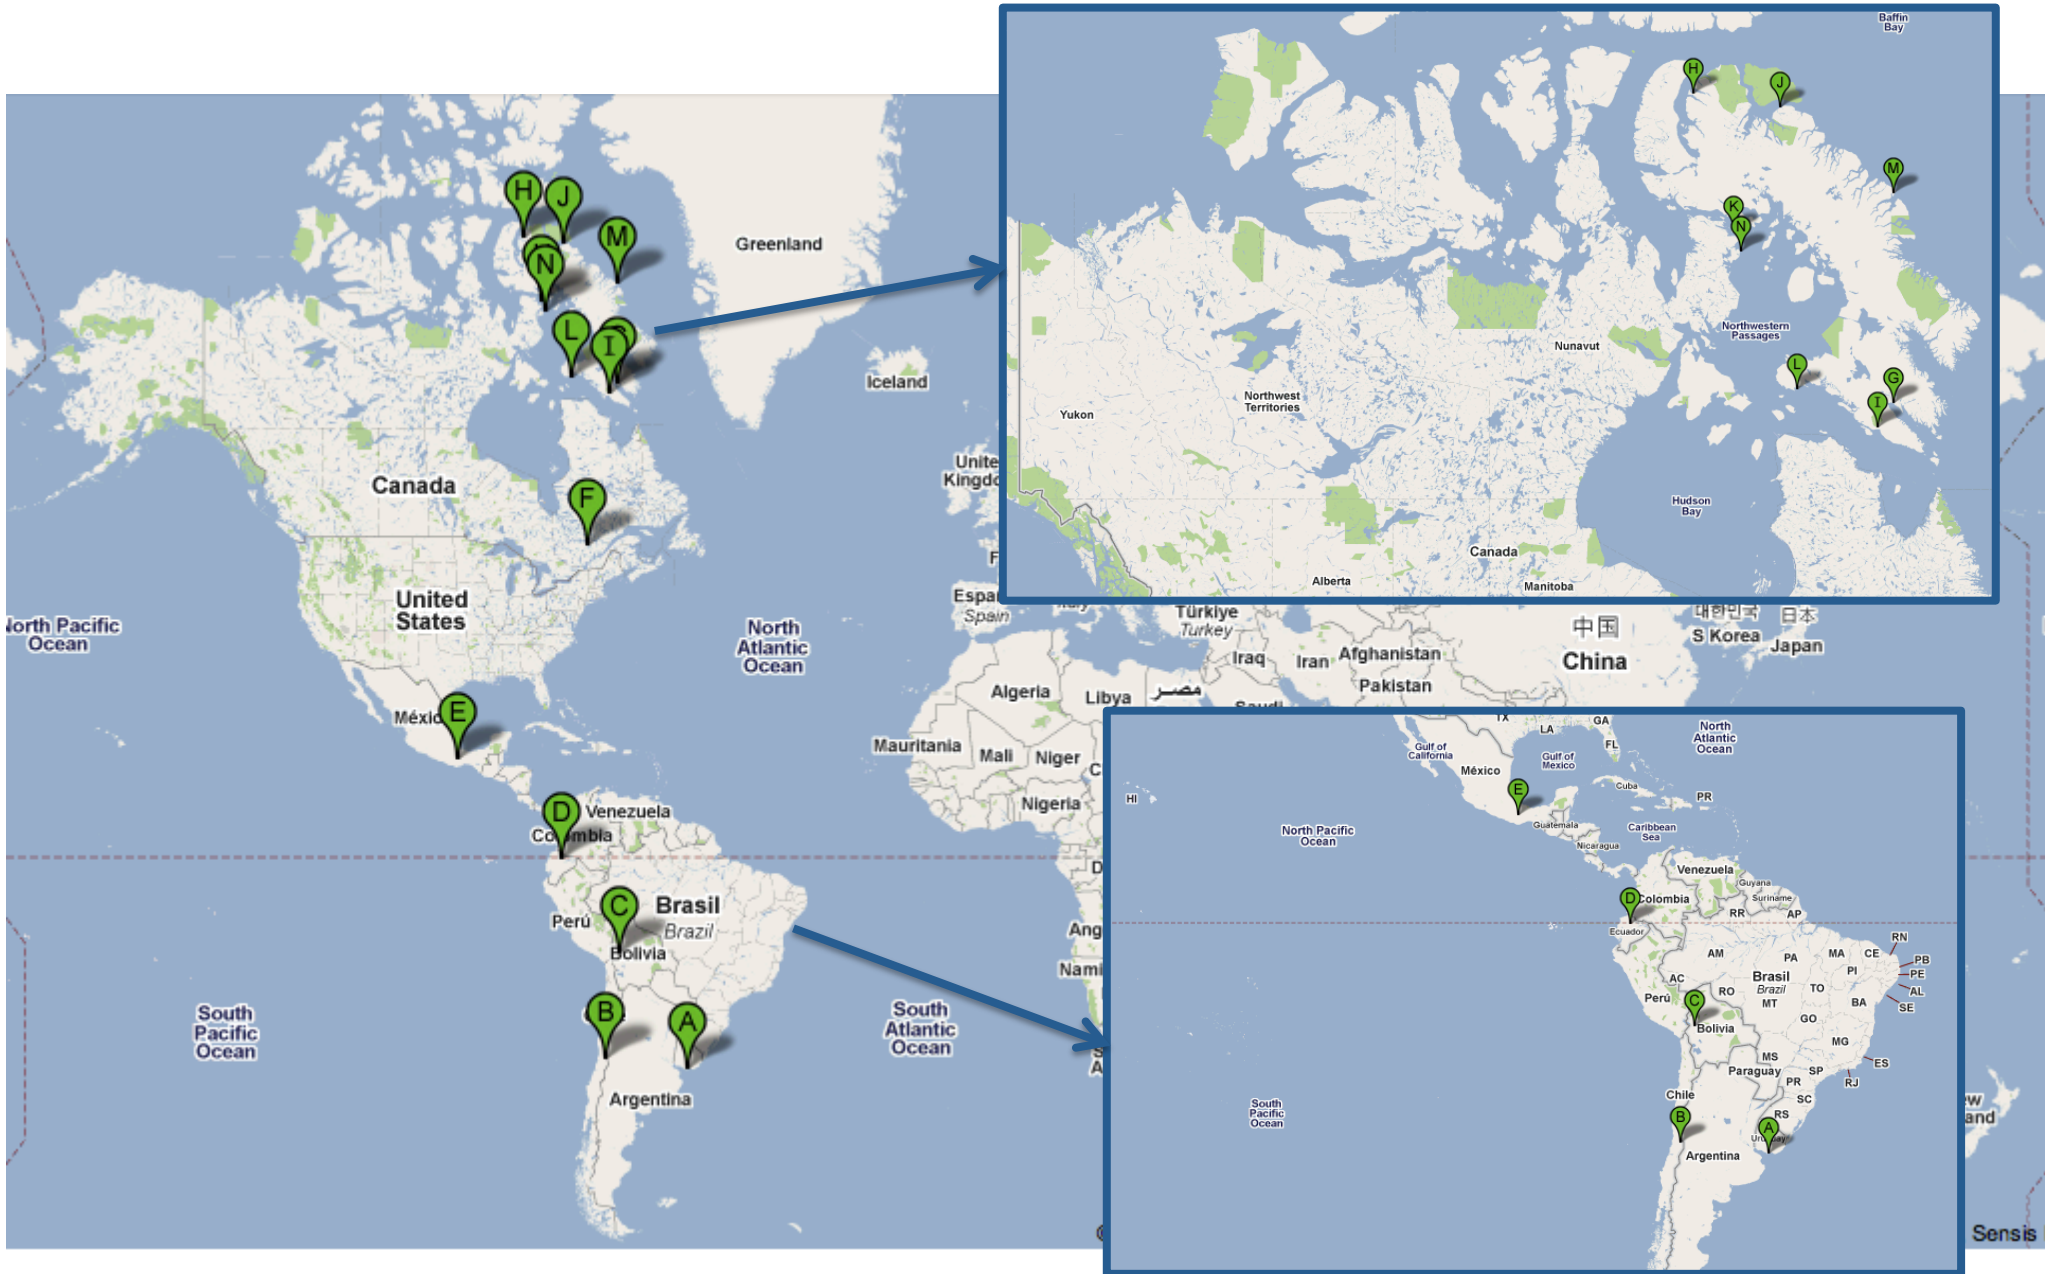 H
J
M
N
L
I
F
E
D
C
B
A
Greenland
Iceland
Canada
United
States
North Pacific
Ocean
North
Atlantic
Ocean
Venezuela
Perú
Brasil
Brazil
Bolivia
Argentina
South
Pacific
Ocean
South
Atlantic
Ocean
Spain
Türkiye
Turkey
Iraq
Iran
Afghanistan
Pakistan
中国
China
대한민국
S Korea
日本
Japan
Algeria
Libya
مصر
Mauritania
Mali
Niger
Nigeria
Sensis
Baffin
Bay
H
J
M
K
N
L
G
I
Northwestern
Passages
Nunavut
Northwest
Territories
Yukon
Hudson
Bay
Canada
Alberta
Manitoba
TX
LA
GA
FL
Gulf of
California
Gulf of
Mexico
North
Atlantic
Ocean
México
Cuba
PR
HI
E
Guatemala
Caribbean
Sea
Nicaragua
North Pacific
Ocean
Venezuela
Guyana
Suriname
D
Colombia
RR
AP
Ecuador
RN
AM
PA
MA
CE
PB
PI
PE
AC
Brasil
Brazil
TO
AL
RO
MT
BA
SE
Perú
C
GO
Bolivia
MG
MS
ES
Paraguay
SP
PR
RJ
Chile
SC
South
Pacific
Ocean
B
RS
A
Uruguay
Argentina